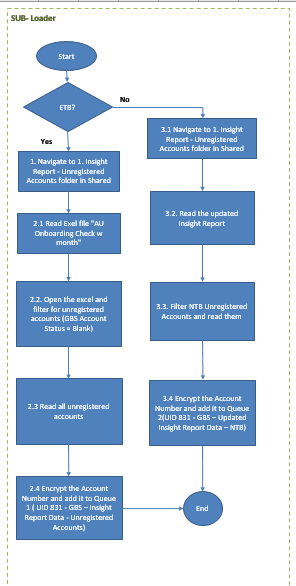 SUB- Loader
Start
ETB?
No
Yes
1. Navigate to 1. Insight
Report - Unregistered
Accounts folder in Shared
2.1 Read Exel file "AU
Onboarding Check w
month"
2.2. Open the excel and
filter for unregistered
accounts (GBS Account
Status = Blank)
2.3 Read all unregistered
accounts
2.4 Encrypt the Account
Number and add it to Queue
1 ( UID 831 - GBS – Insight
Report Data - Unregistered
Accounts)
3.1 Navigate to 1. Insight
Report - Unregistered
Accounts folder in Shared
3.2. Read the updated
Insight Report
3.3. Filter NTB Unregistered
Accounts and read them
3.4 Encrypt the Account
Number and add it to Queue
2(UID 831 - GBS – Updated
Insight Report Data – NTB)
End